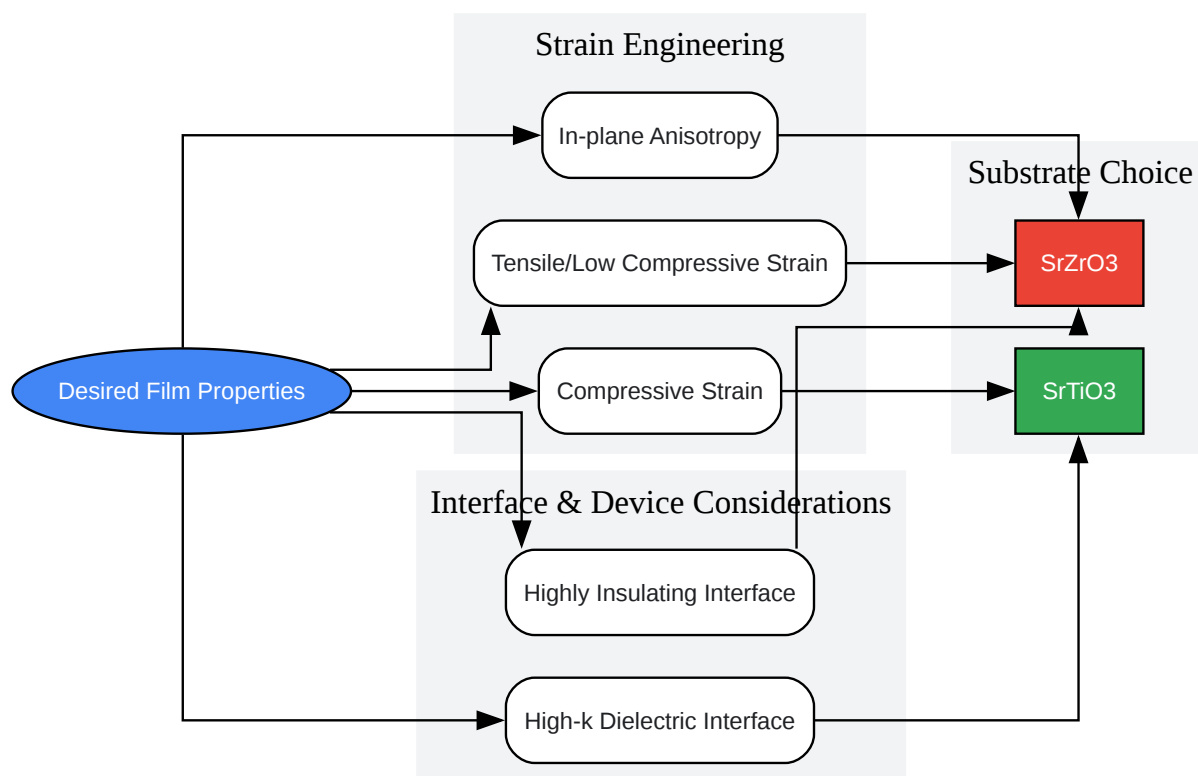 Strain Engineering
In-plane Anisotropy
Substrate Choice
Tensile/Low Compressive Strain
SrZrO3
Desired Film Properties
Compressive Strain
SrTiO3
Interface & Device Considerations
Highly Insulating Interface
High-k Dielectric Interface